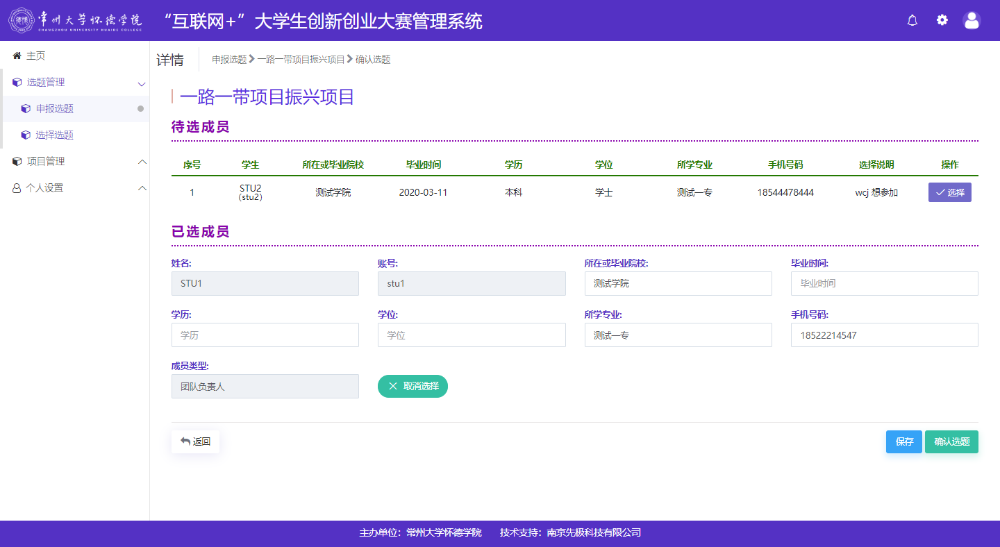 常州大学怀德学院
CHANGZHOU UNIVERSITY HUAIDE COLLEGE
“互联网+”大学生创新创业大赛管理系统
主页
选题管理
申报选题
选择选题
项目管理
个人设置
详情
申报选题 一路一带项目振兴项目 确认选题
一路一带项目振兴项目
待选成员
序号 学生 所在或毕业院校 毕业时间 学历 学位 所学专业 手机号码 选择说明 操作
1 STU2 (stu2) 测试学院 2020-03-11 本科 学士 测试一专 18544478444 wcj 想参加 选择
已选成员
姓名: 账号: 所在或毕业院校: 毕业时间:
STU1 stu1 测试学院 毕业时间
学历: 学位: 所学专业: 手机号码:
学历 学位 测试一专 18522214547
成员类型:
团队负责人 取消选择
返回 保存 确认选题
主办单位：常州大学怀德学院 技术支持：南京先极科技有限公司